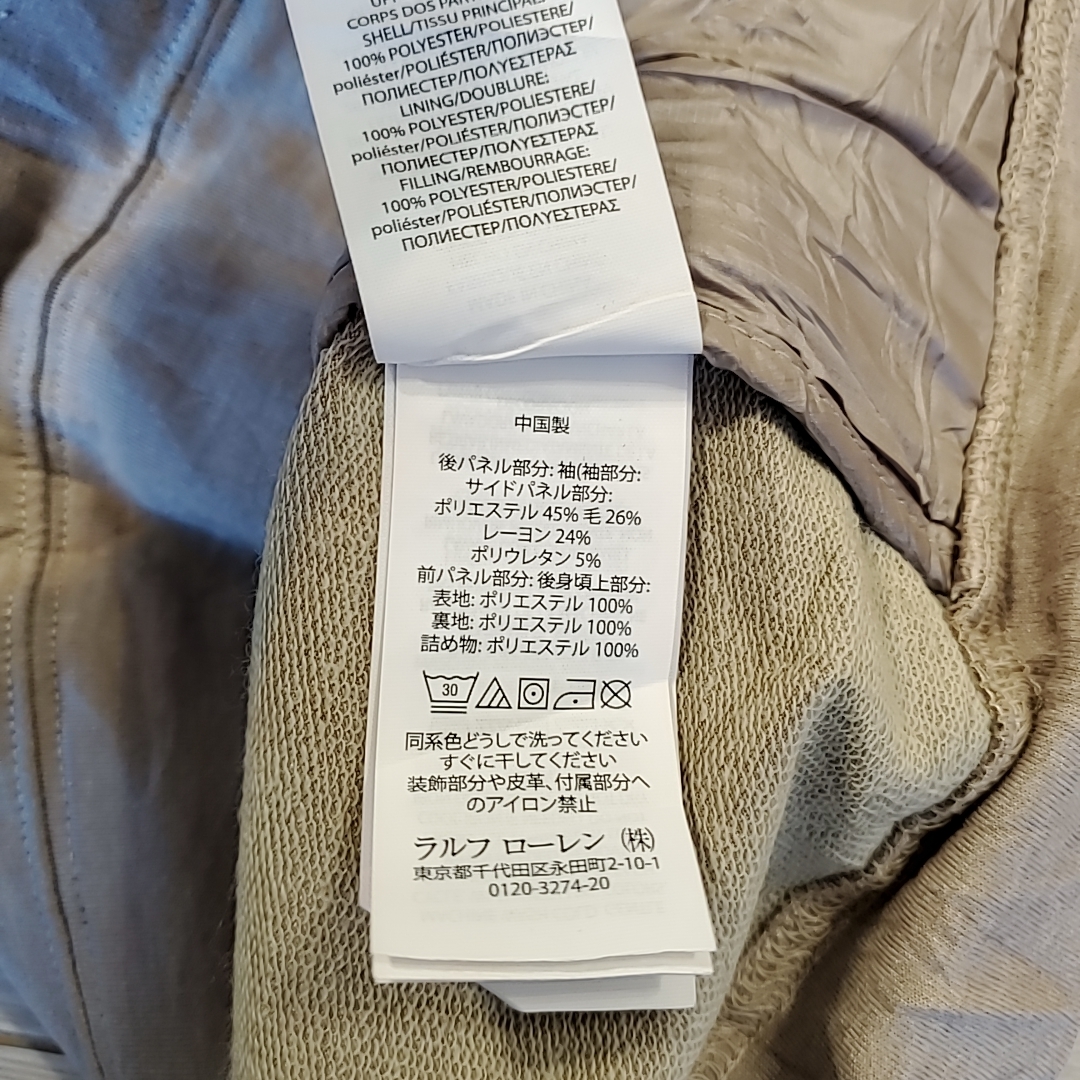 CORPS DOS PAR
SHELL/TISSU PRINCIPAL/
100% POLYESTER/POLIESTERE/
poliéster/POLIÉSTER/ПОЛИЭСТЕР/
ПОЛИЕСТЕР/ΠΟΛΥΕΣΤΕΡΑΣ
LINING/DOUBLURE:
100% POLYESTER/POLIESTERE/
poliéster/POLIÉSTER/ПОЛИЭСТЕР/
ПОЛИЕСТЕР/ΠΟΛΥΕΣΤΕΡΑΣ
FILLING/REMBOURRAGE:
100% POLYESTER/POLIESTERE/
poliéster/POLIÉSTER/ПОЛИЭСТЕР/
ПОЛИЕСТЕР/ΠΟΛΥΕΣΤΕΡΑΣ
中国製
後パネル部分: 袖(袖部分:
サイドパネル部分:
ポリエステル 45% 毛 26%
レーヨン 24%
ポリウレタン 5%
前パネル部分: 後身頃上部分:
表地: ポリエステル 100%
裏地: ポリエステル 100%
詰め物: ポリエステル 100%
30
同系色どうしで洗ってください
すぐに干してください
装飾部分や皮革、付属部分へ
のアイロン禁止
ラルフ ローレン (株)
東京都千代田区永田町2-10-1
0120-3274-20